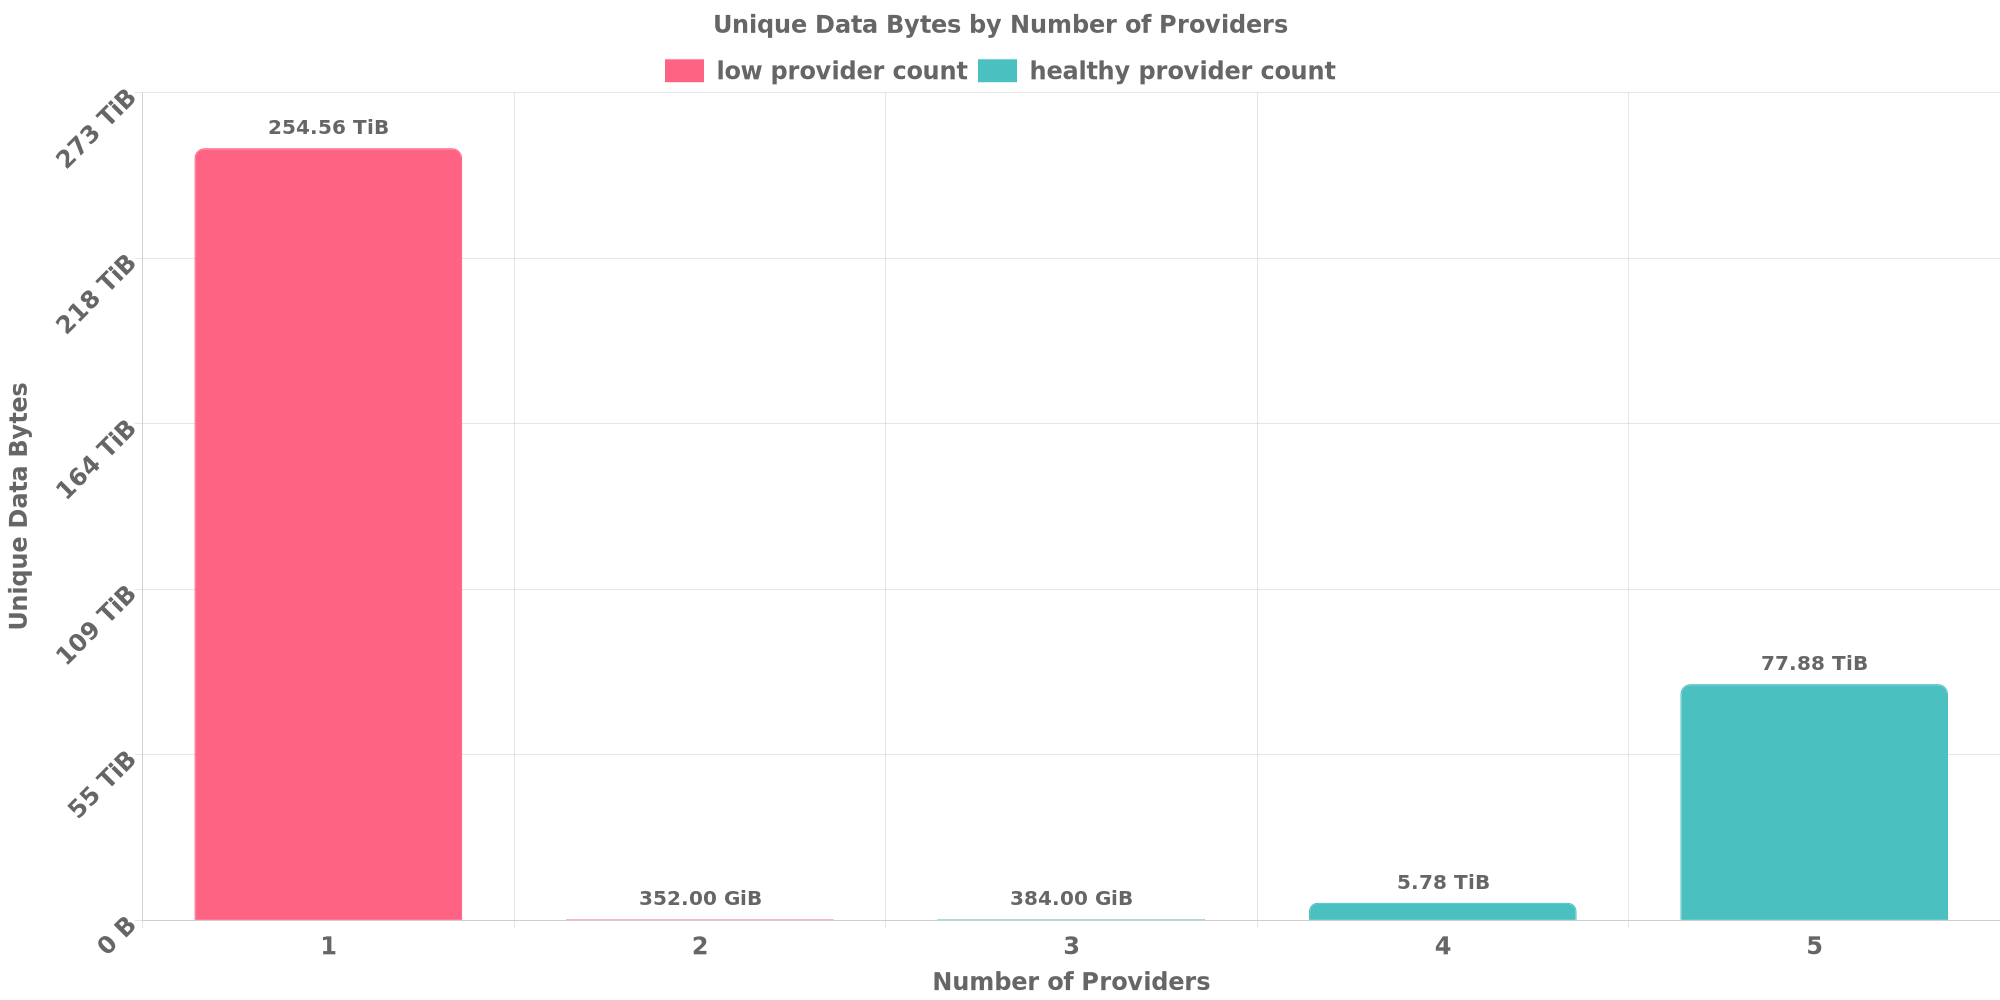 Unique Data Bytes by Number of Providers
low provider count healthy provider count
273 TiB
218 TiB
164 TiB
109 TiB
55 TiB
0 B
Unique Data Bytes
254.56 TiB
352.00 GiB
384.00 GiB
5.78 TiB
77.88 TiB
1 2 3 4 5
Number of Providers